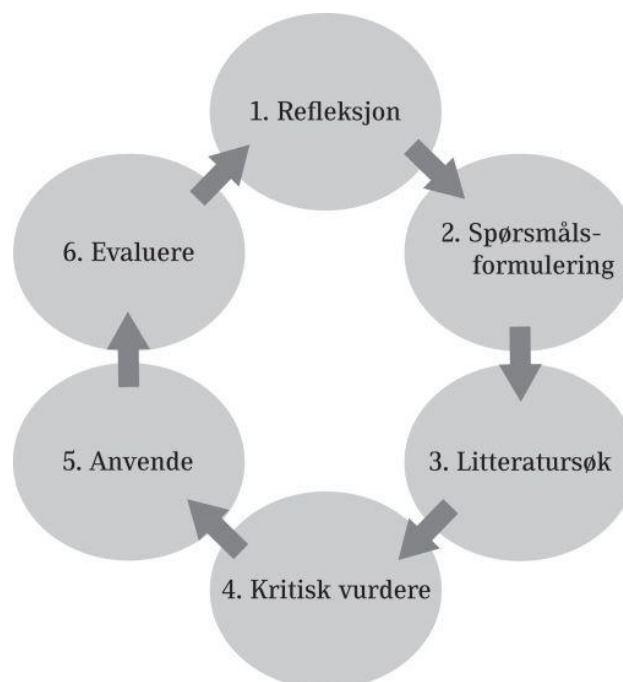 1. Refleksjon
2. Spørsmåls-
formulering
3. Litteratursøk
4. Kritisk vurdere
5. Anvende
6. Evaluere